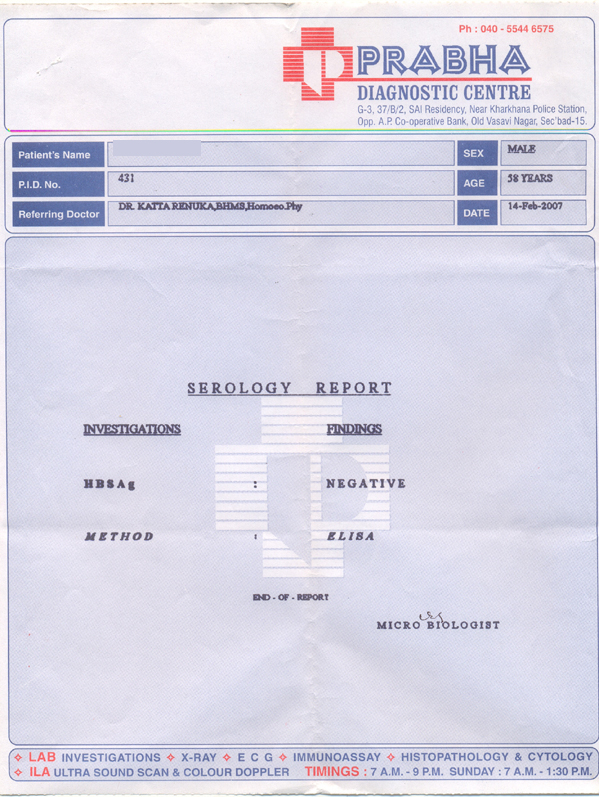 Ph : 040 - 5544 6575
PRABHA
DIAGNOSTIC CENTRE
G-3, 37/B/2, SAI Residency, Near Kharkhana Police Station,
Opp. A.P. Co-operative Bank, Old Vasavi Nagar, Sec'bad-15.
Patient's Name SEX MALE
P.I.D. No. 431 AGE 58 YEARS
Referring Doctor DR. KATTA RENUKA,BHMS,Homoeo.Phy DATE 14-Feb-2007
SEROLOGY REPORT
INVESTIGATIONS FINDINGS
HBSAg : NEGATIVE
METHOD : ELISA
END - OF - REPORT
MICRO BIOLOGIST
LAB INVESTIGATIONS X-RAY E C G IMMUNOASSAY HISTOPATHOLOGY & CYTOLOGY
ILA ULTRA SOUND SCAN & COLOUR DOPPLER TIMINGS : 7 A.M. - 9 P.M. SUNDAY : 7 A.M. - 1:30 P.M.